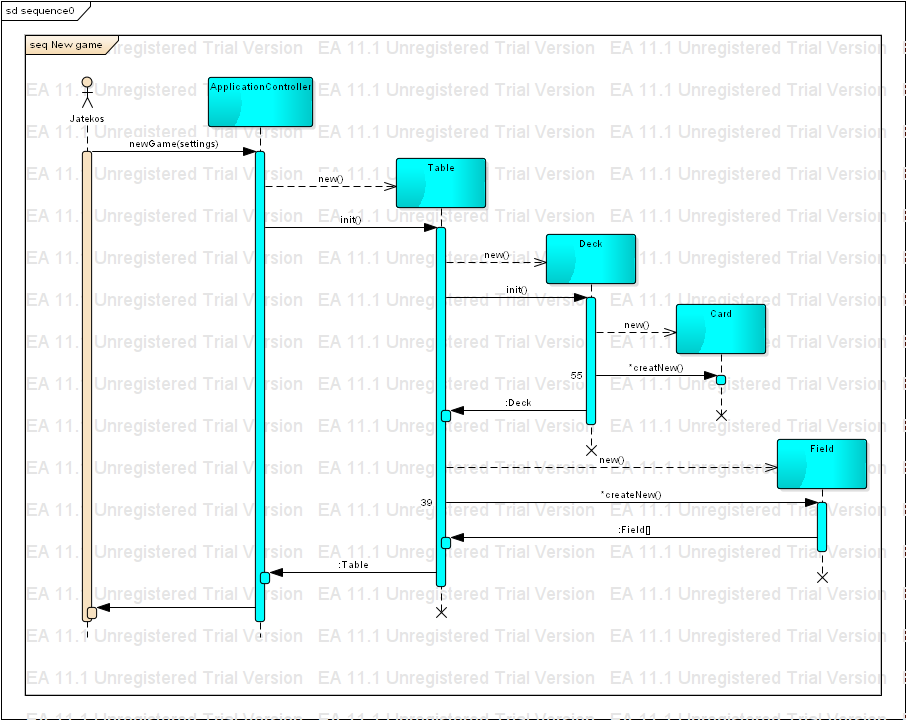 sd sequence0
seq New game
EA 11.1 Unregistered Trial Version EA 11.1 Unregistered Trial Version EA 11.1 Unregistered Trial Version
Jatekos
ApplicationController
newGame(settings)
new()
Table
init()
new()
Deck
init()
new()
Card
55
*creatNew()
:Deck
new()
Field
39
*createNew()
:Field[]
:Table